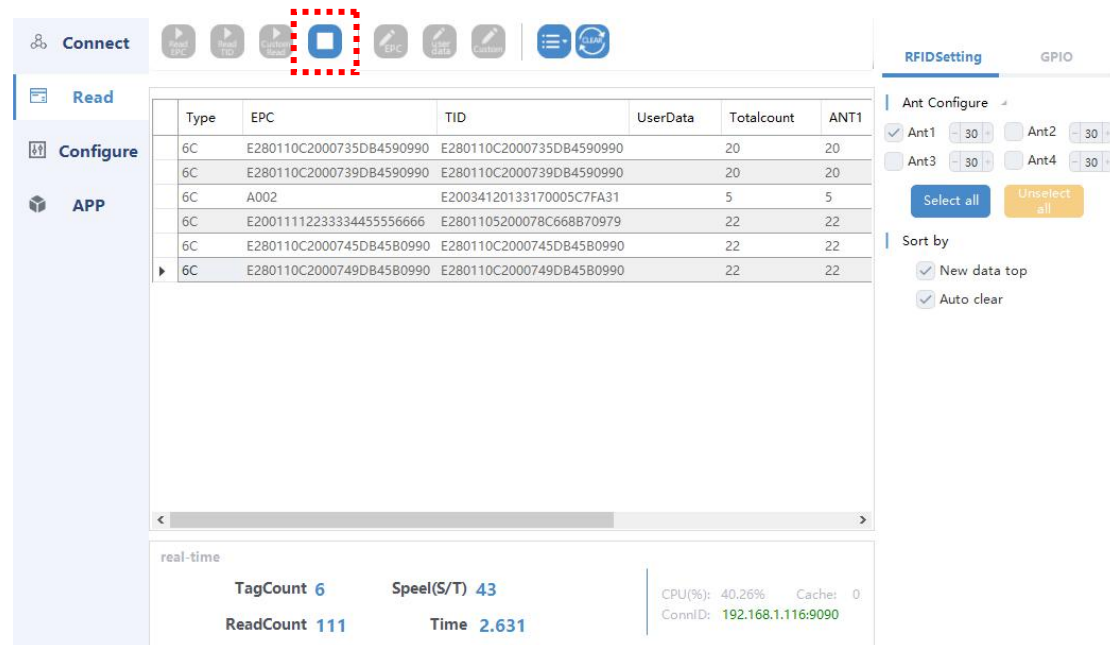 Connect
Read
Configure
APP
Read EPC
Read TID
Custom Read
EPC
user data
Custom
CLEAR
Type EPC TID UserData Totalcount ANT1
6C E280110C2000735DB4590990 E280110C2000735DB4590990 20 20
6C E280110C2000739DB4590990 E280110C2000739DB4590990 20 20
6C A002 E20034120133170005C7FA31 5 5
6C E20011112233334455556666 E2801105200078C668B70979 22 22
6C E280110C2000745DB45B0990 E280110C2000745DB45B0990 22 22
6C E280110C2000749DB45B0990 E280110C2000749DB45B0990 22 22
real-time
TagCount 6 Speel(S/T) 43
ReadCount 111 Time 2.631
CPU(%): 40.26% Cache: 0
ConnID: 192.168.1.116:9090
RFIDSetting GPIO
Ant Configure
Ant1 - 30 + Ant2 - 30 +
Ant3 - 30 + Ant4 - 30 +
Select all
Unselect all
Sort by
New data top
Auto clear